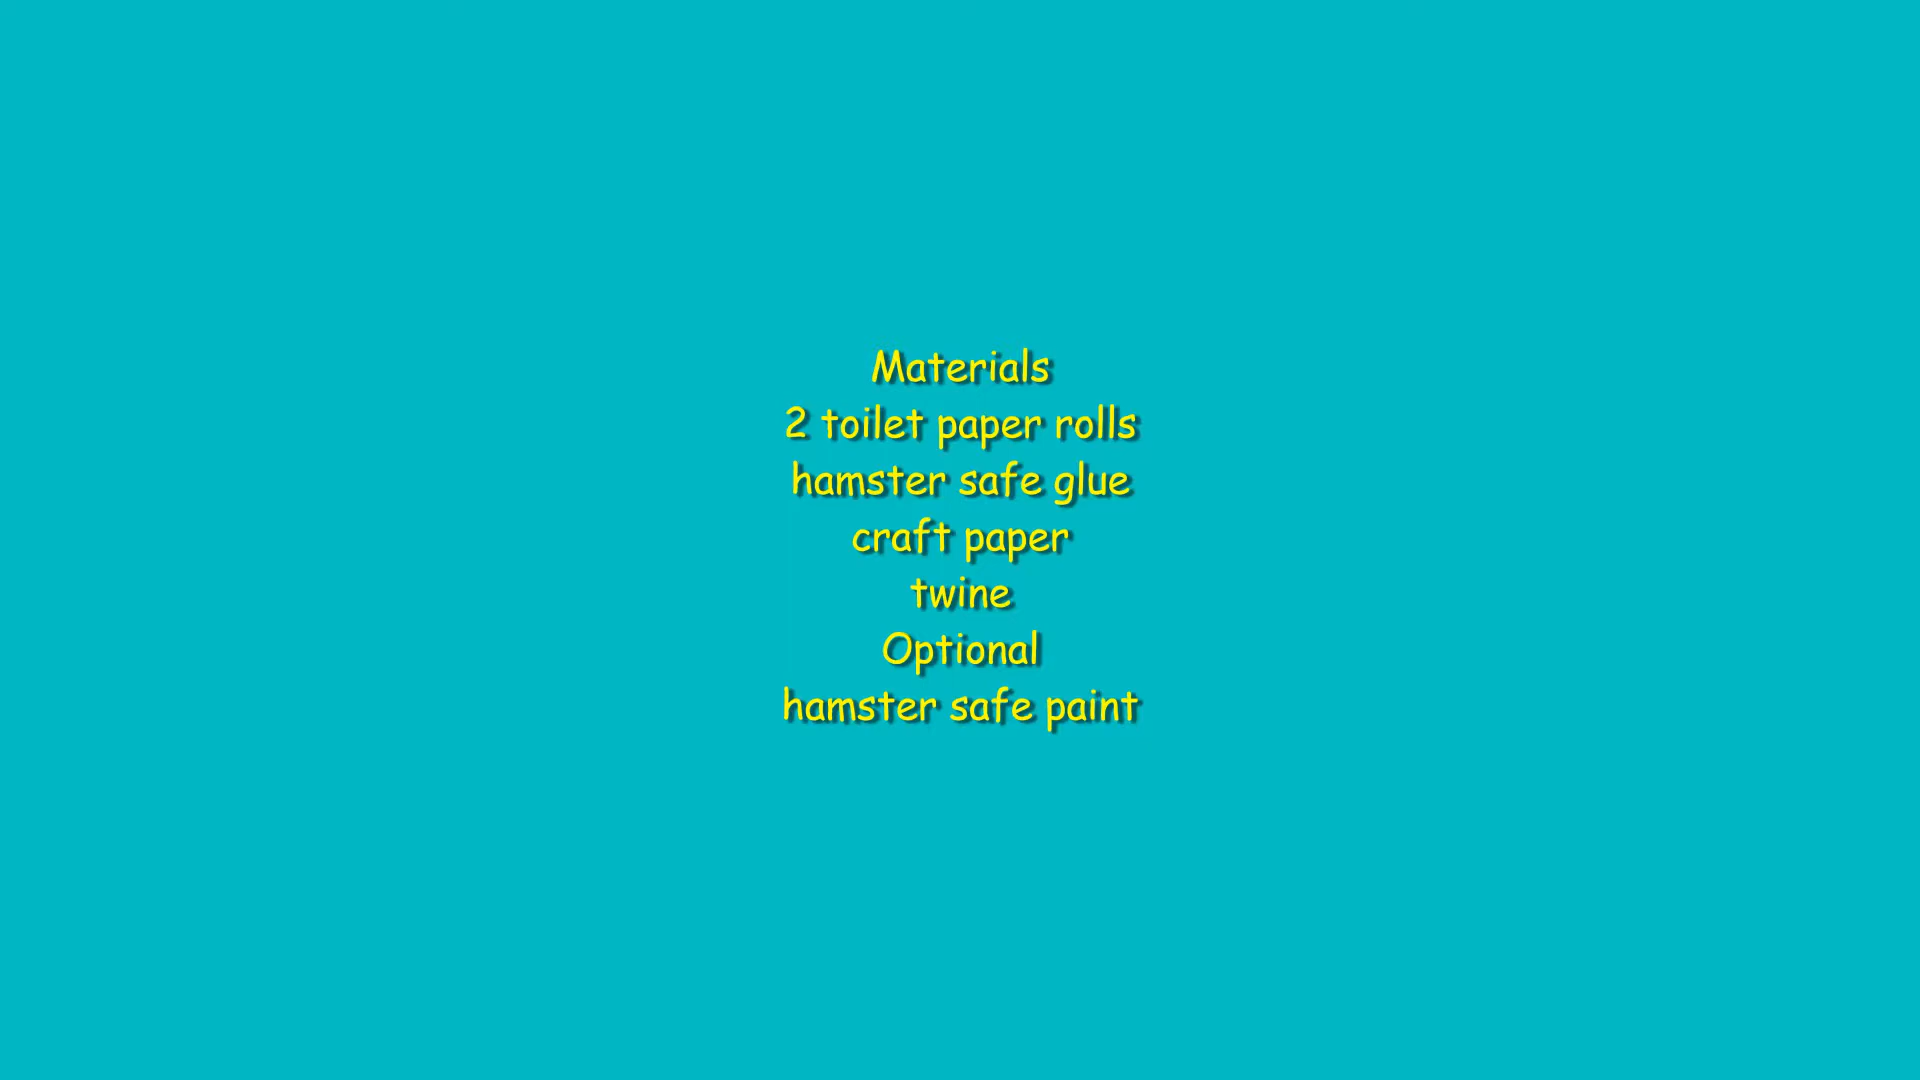 Materials
2 toilet paper rolls
hamster safe glue
craft paper
twine
Optional
hamster safe paint